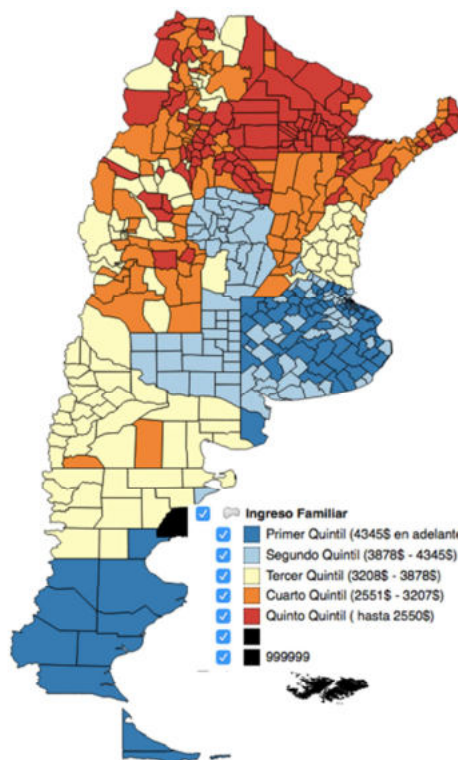 Ingreso Familiar
Primer Quintil (4345$ en adelante
Segundo Quintil (3878$ - 4345$)
Tercer Quintil (3208$ - 3878$)
Cuarto Quintil (2551$ - 3207$)
Quinto Quintil ( hasta 2550$)
999999